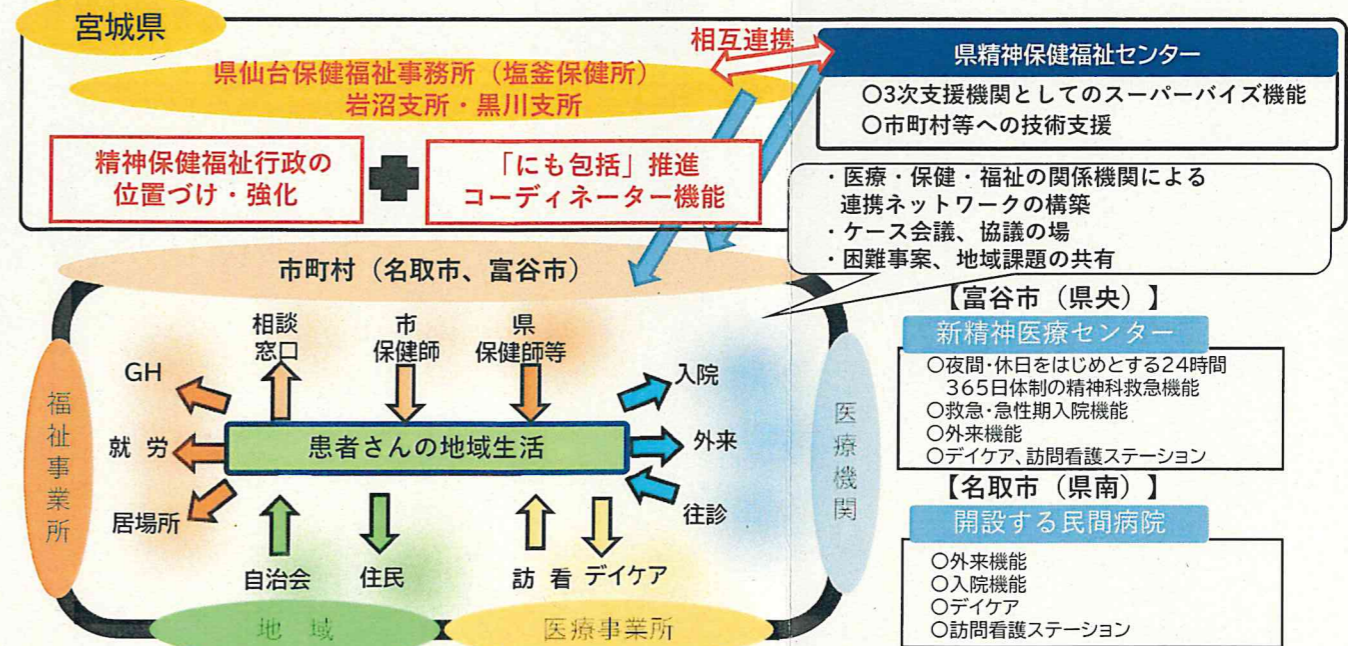 宮城県
相互連携
県仙台保健福祉事務所（塩釜保健所）
岩沼支所・黒川支所
精神保健福祉行政の
位置づけ・強化
「にも包括」推進
コーディネーター機能
県精神保健福祉センター
〇3次支援機関としてのスーパーバイズ機能
〇市町村等への技術支援
・医療・保健・福祉の関係機関による
連携ネットワークの構築
・ケース会議、協議の場
・困難事案、地域課題の共有
市町村（名取市、富谷市）
相談
窓口
市
保健師
県
保健師等
GH
就 労
居場所
福祉事業所
患者さんの地域生活
入院
外来
往診
医療機関
自治会
住民
訪 看
デイケア
地 域
医療事業所
【富谷市（県央）】
新精神医療センター
〇夜間・休日をはじめとする24時間
365日体制の精神科救急機能
〇救急・急性期入院機能
〇外来機能
〇デイケア、訪問看護ステーション
【名取市（県南）】
開設する民間病院
〇外来機能
〇入院機能
〇デイケア
〇訪問看護ステーション